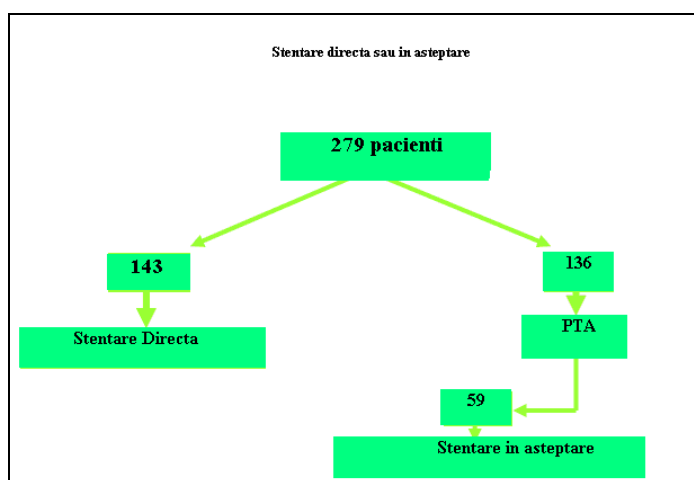 Stentare directa sau in asteptare
279 pacienti
143
136
Stentare Directa
PTA
59
Stentare in asteptare